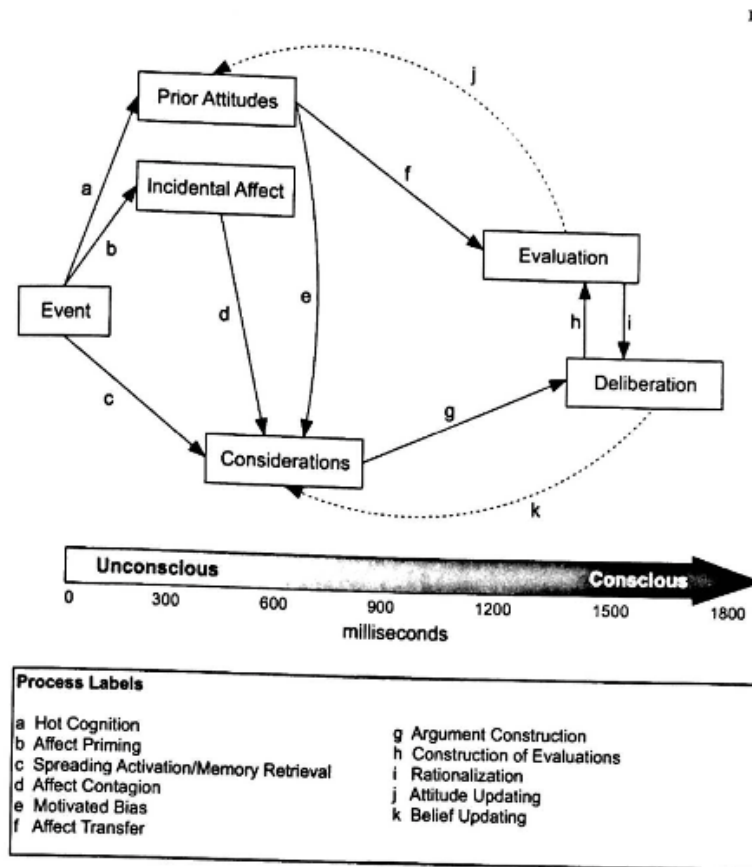 j
Prior Attitudes
f
a
Incidental Affect
b
Evaluation
Event
d
e
h
i
Deliberation
c
g
Considerations
k
Unconscious
Conscious
0 300 600 900 1200 1500 1800
milliseconds
Process Labels
a Hot Cognition
b Affect Priming
c Spreading Activation/Memory Retrieval
d Affect Contagion
e Motivated Bias
f Affect Transfer
g Argument Construction
h Construction of Evaluations
i Rationalization
j Attitude Updating
k Belief Updating